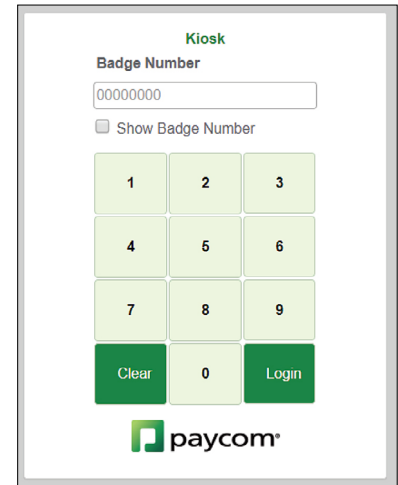 Kiosk
Badge Number
00000000
Show Badge Number
1 2 3
4 5 6
7 8 9
Clear 0 Login
paycom®